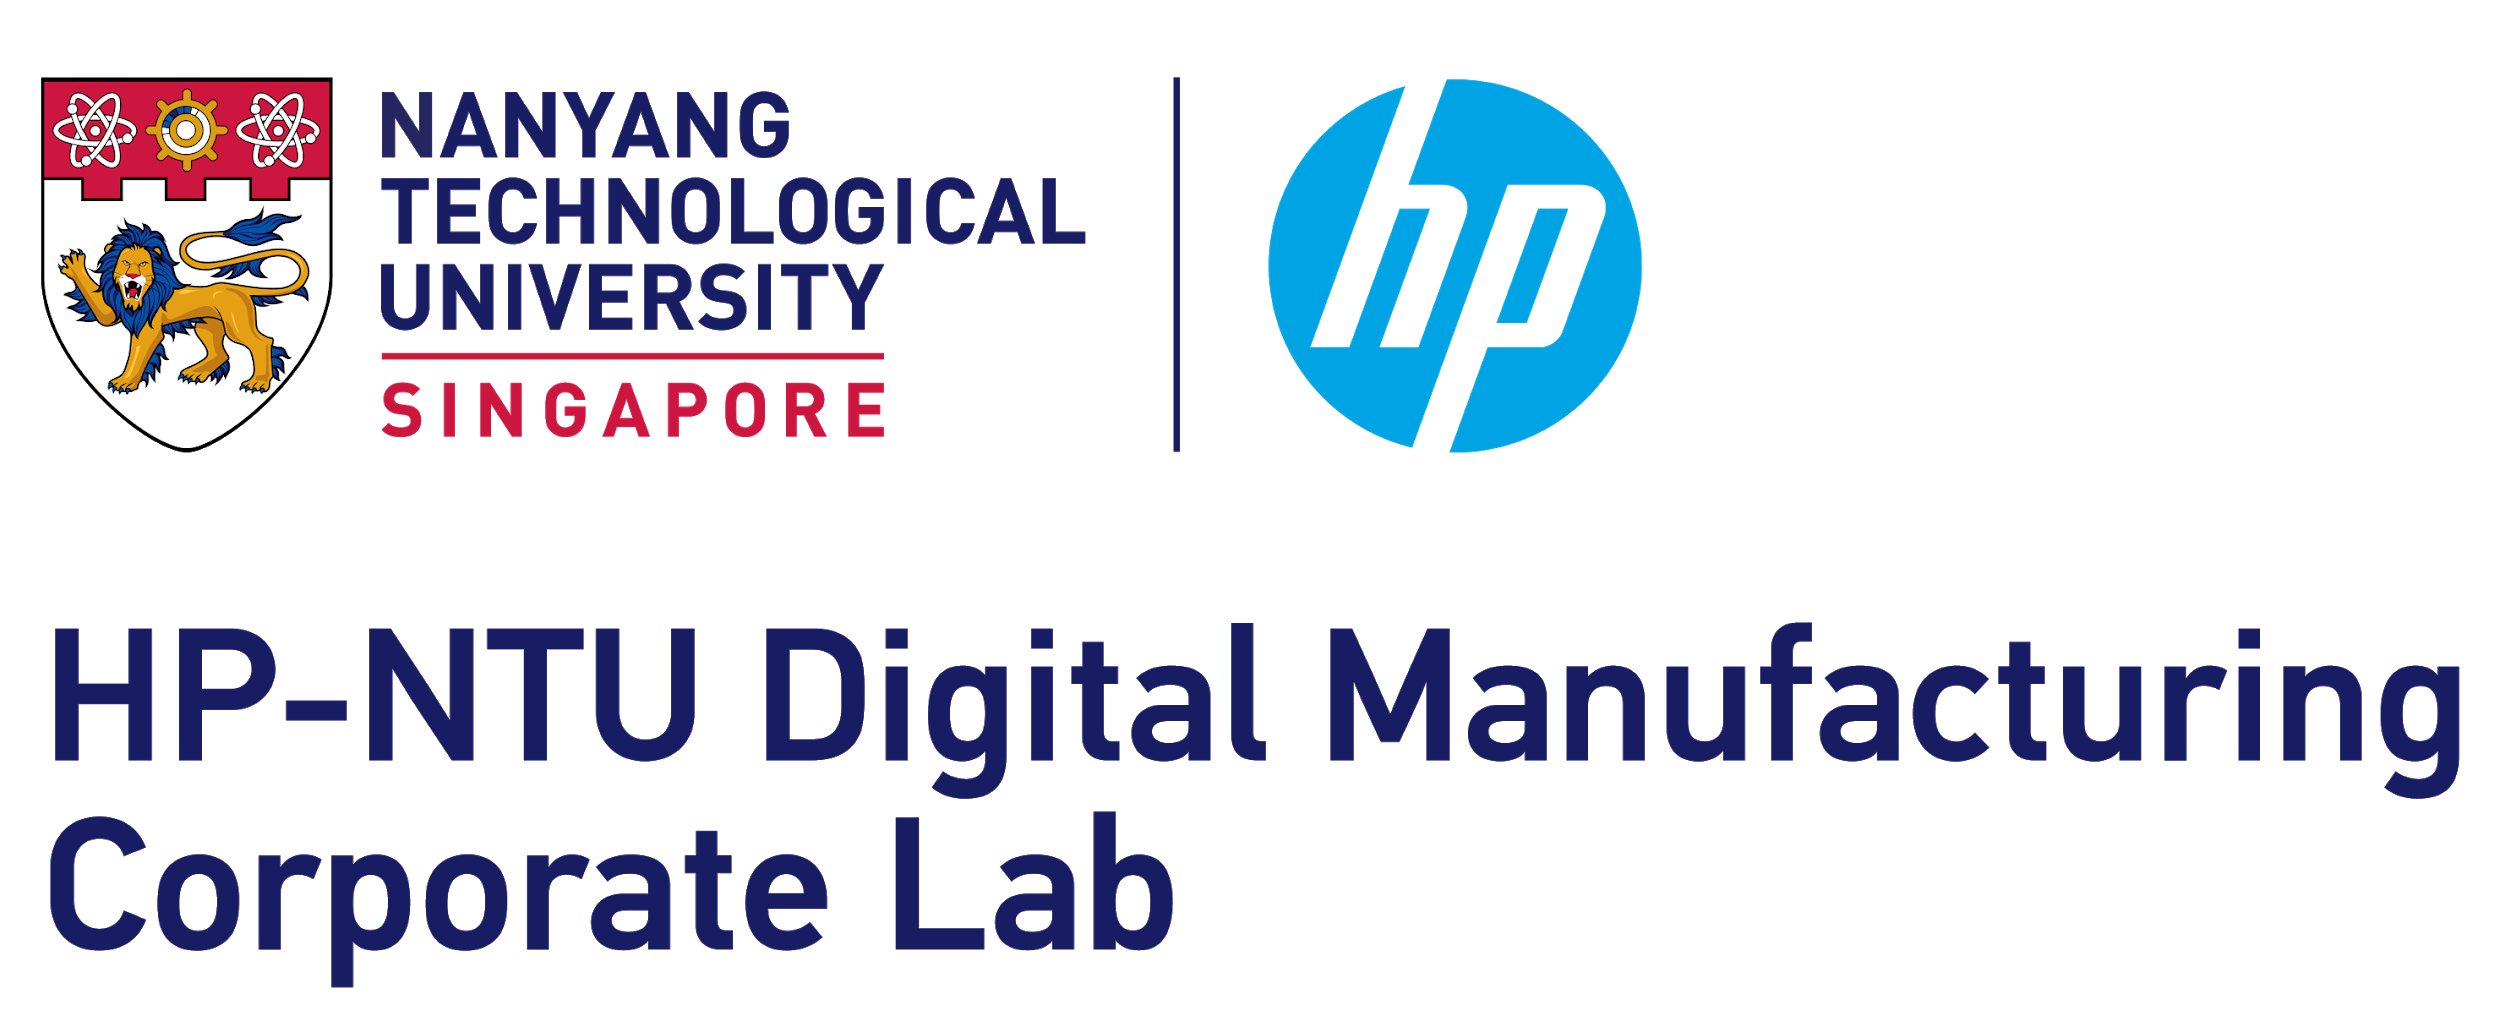 NANYANG
TECHNOLOGICAL
UNIVERSITY
SINGAPORE
hp
HP–NTU Digital Manufacturing
Corporate Lab